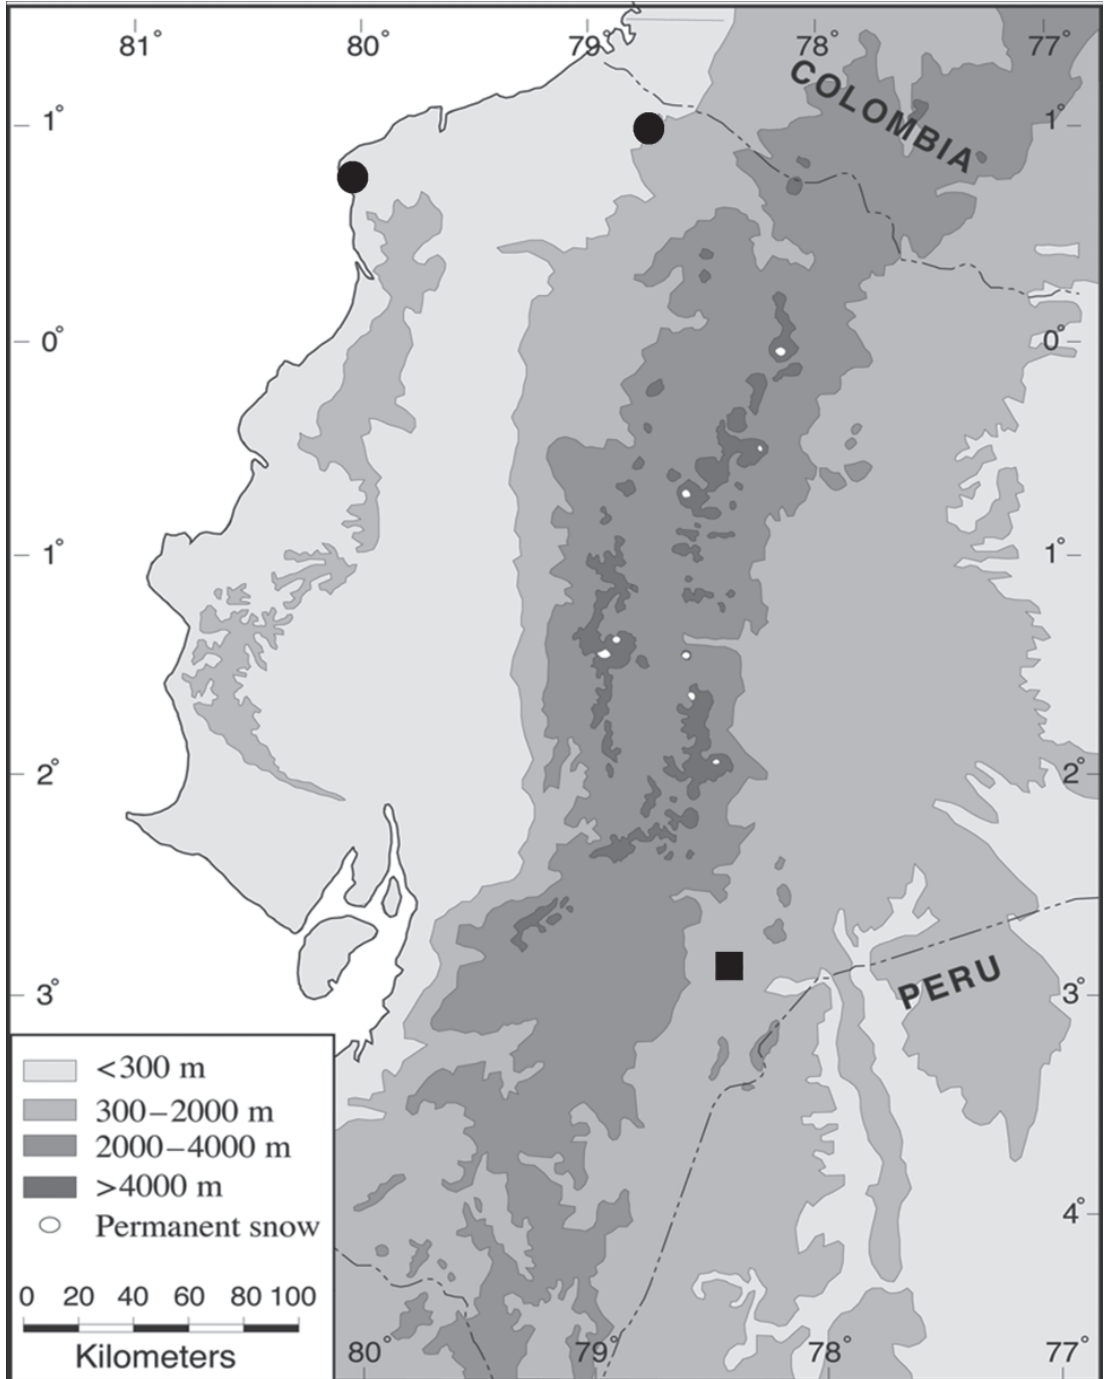 81° 80° 79° 78° 77°
COLOMBIA
1° 1°
0° 0°
1° 1°
2° 2°
PERU
3° 3°
<300 m
300–2000 m
2000–4000 m
>4000 m
4°
Permanent snow
0 20 40 60 80 100
Kilometers
80° 79° 78° 77°